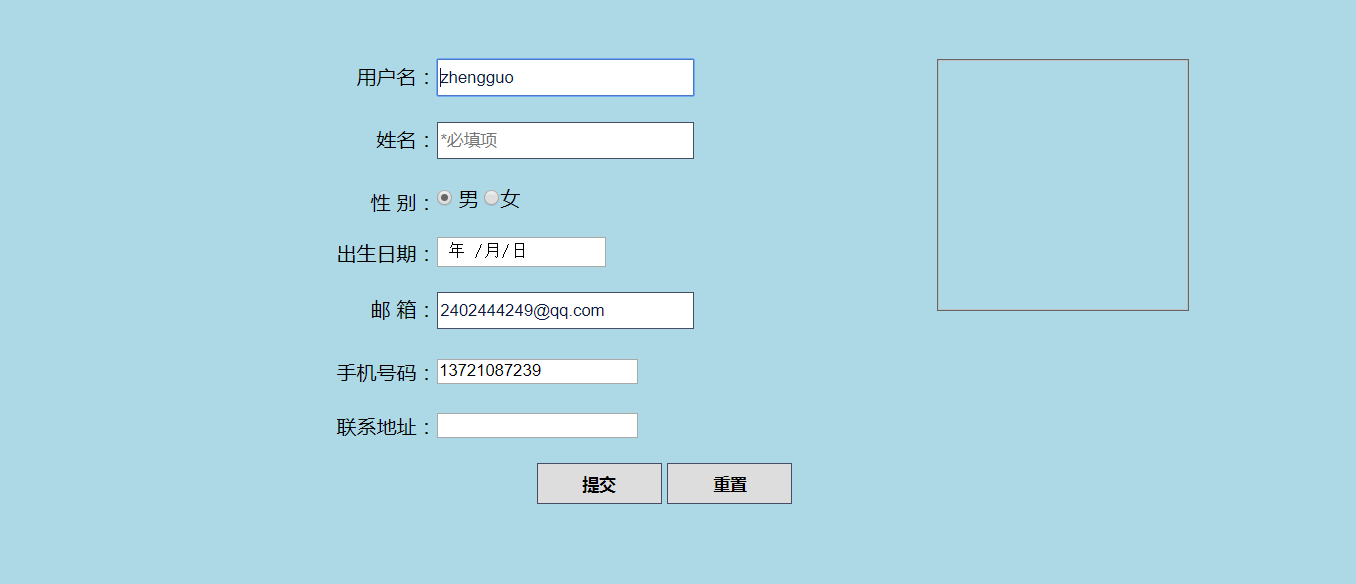 用户名：zhengguo
姓名：*必填项
性 别：男 女
出生日期：年 /月/日
邮 箱：2402444249@qq.com
手机号码：13721087239
联系地址：
提交 重置